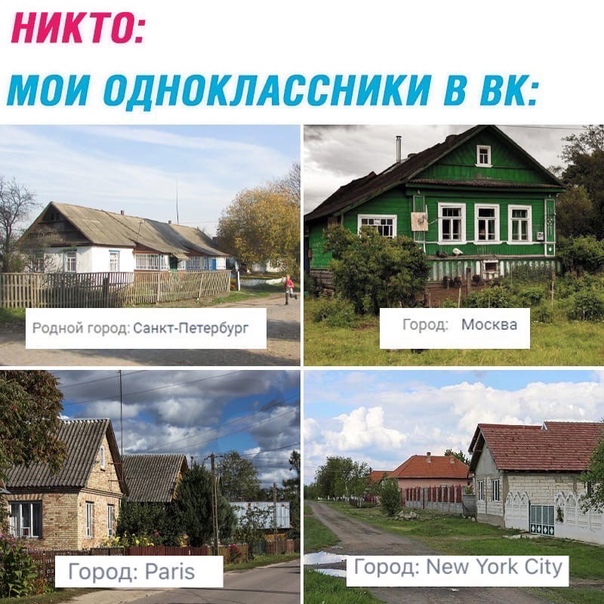 НИКТО:
МОИ ОДНОКЛАССНИКИ В ВК:
Родной город: Санкт-Петербург
Город: Москва
Город: Paris
Город: New York City